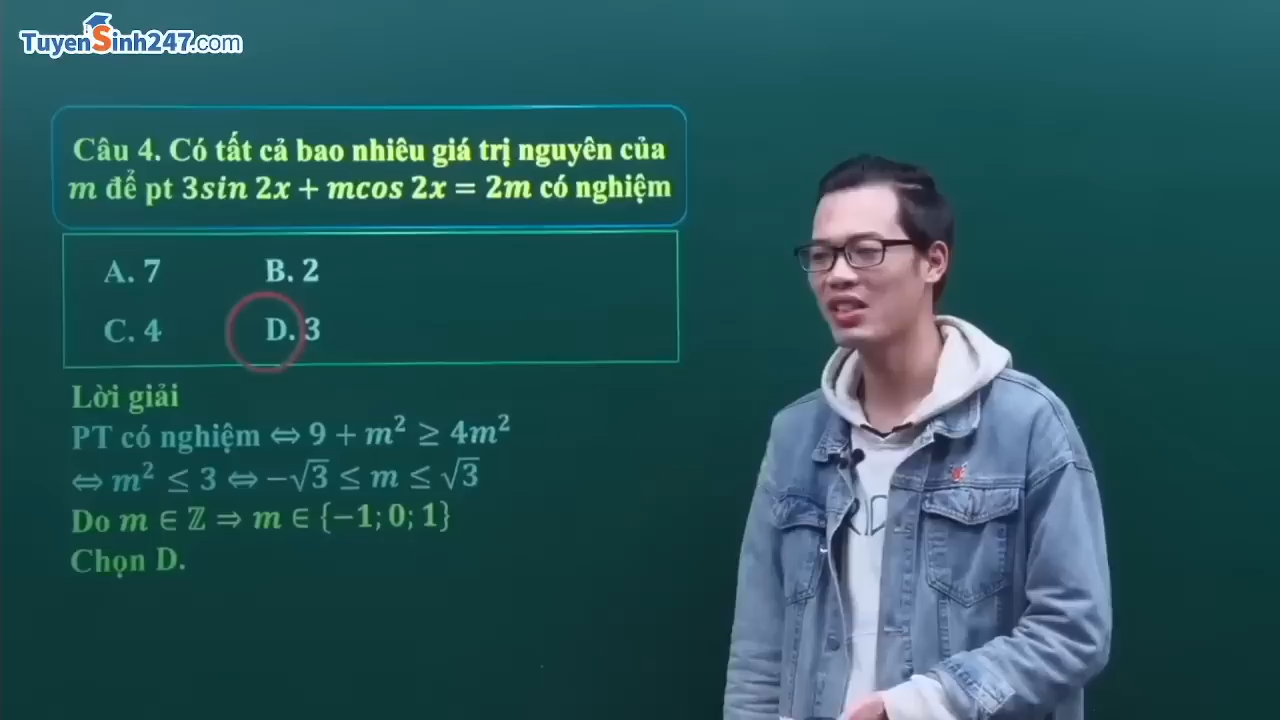 TuyenSinh247.com
Câu 4. Có tất cả bao nhiêu giá trị nguyên của
m để pt 3sin 2x + mcos 2x = 2m có nghiệm
A. 7 B. 2
C. 4 D. 3
Lời giải
PT có nghiệm ⇔ 9 + m² ≥ 4m²
⇔ m² ≤ 3 ⇔ −√3 ≤ m ≤ √3
Do m ∈ ℤ ⇒ m ∈ {−1; 0; 1}
Chọn D.